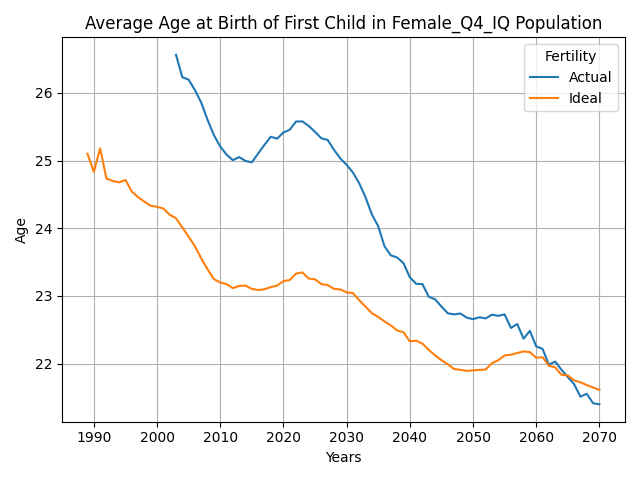 Average Age at Birth of First Child in Female_Q4_IQ Population
Fertility
Actual
Ideal
Age
26
25
24
23
22
1990 2000 2010 2020 2030 2040 2050 2060 2070
Years